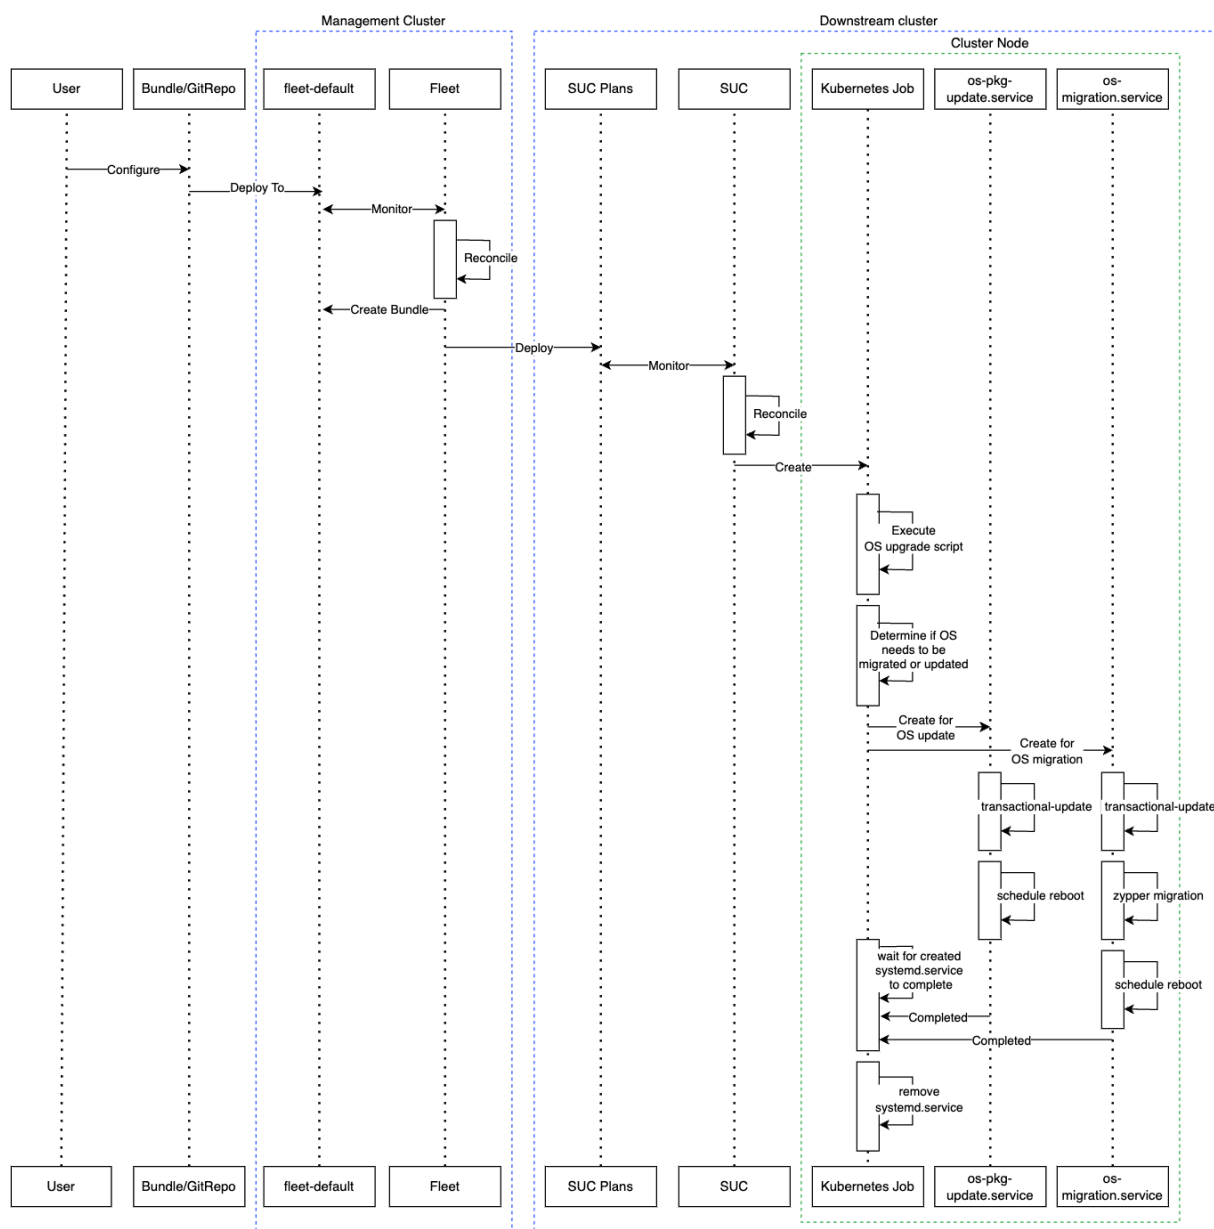 Management Cluster
Downstream cluster
Cluster Node
User
Bundle/GitRepo
fleet-default
Fleet
SUC Plans
SUC
Kubernetes Job
os-pkg-
update.service
os-
migration.service
Configure
Deploy To
Monitor
Reconcile
Create Bundle
Deploy
Monitor
Reconcile
Create
Execute
OS upgrade script
Determine if OS
needs to be
migrated or updated
Create for
OS update
Create for
OS migration
transactional-update
transactional-update
schedule reboot
zypper migration
wait for created
systemd.service
to complete
schedule reboot
Completed
Completed
remove
systemd.service
User
Bundle/GitRepo
fleet-default
Fleet
SUC Plans
SUC
Kubernetes Job
os-pkg-
update.service
os-
migration.service